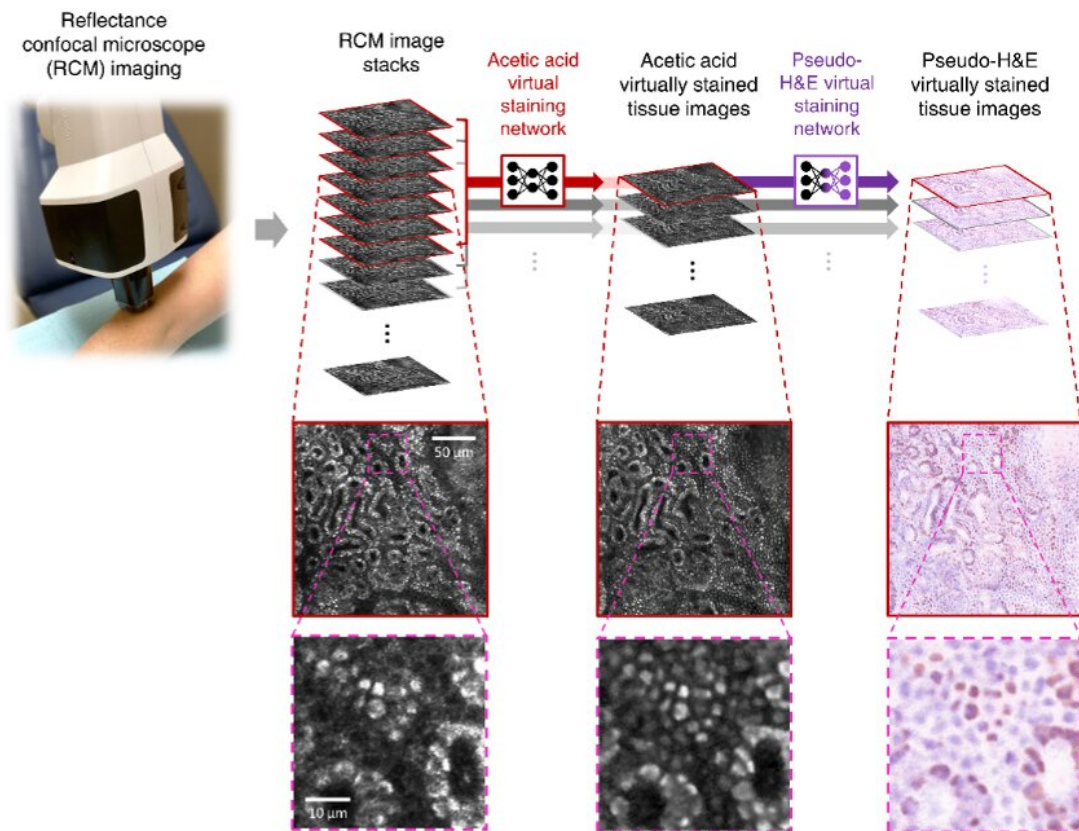 Reflectance
confocal microscope
(RCM) imaging
RCM image
stacks
Acetic acid
virtual
staining
network
Acetic acid
virtually stained
tissue images
Pseudo-
H&E virtual
staining
network
Pseudo-H&E
virtually stained
tissue images
50 μm
10 μm